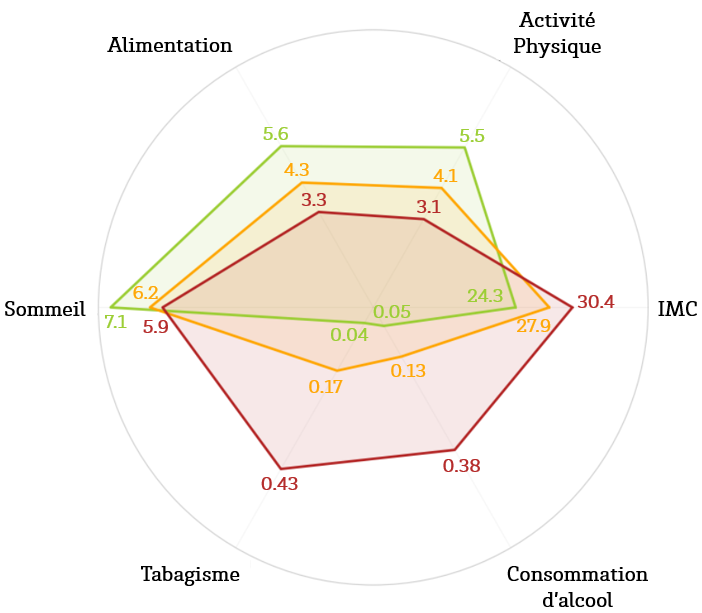 Activité
Physique
Alimentation
5.6
5.5
4.3
4.1
3.3
3.1
6.2
24.3
30.4
Sommeil
IMC
7.1
5.9
0.05
27.9
0.04
0.13
0.17
0.38
0.43
Tabagisme
Consommation
d'alcool